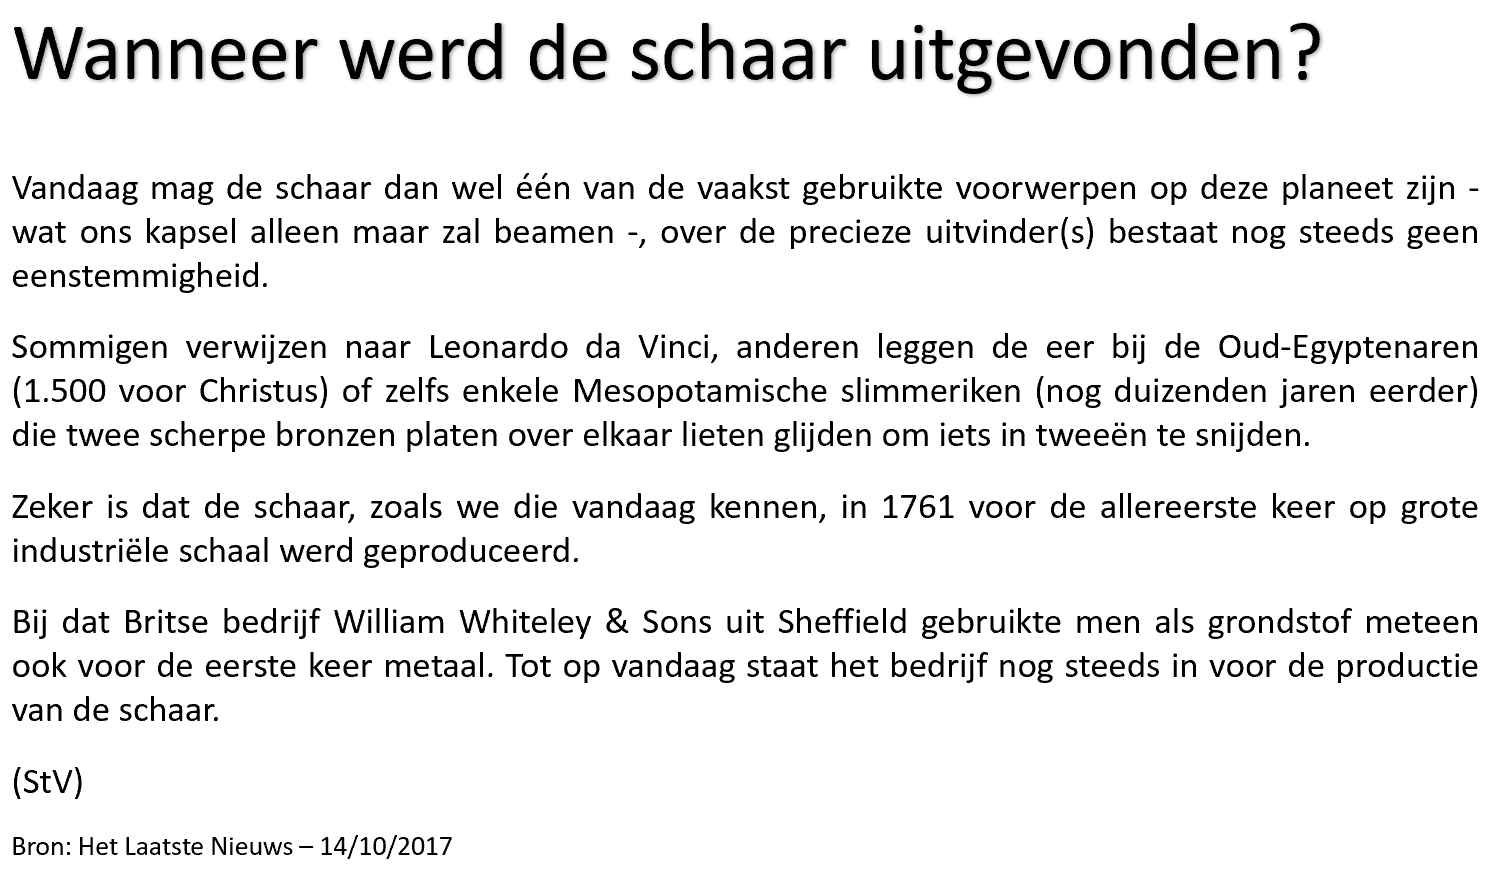 Wanneer werd de schaar uitgevonden?
Vandaag mag de schaar dan wel één van de vaakst gebruikte voorwerpen op deze planeet zijn -
wat ons kapsel alleen maar zal beamen -, over de precieze uitvinder(s) bestaat nog steeds geen
eenstemmigheid.
Sommigen verwijzen naar Leonardo da Vinci, anderen leggen de eer bij de Oud-Egyptenaren
(1.500 voor Christus) of zelfs enkele Mesopotamische slimmeriken (nog duizenden jaren eerder)
die twee scherpe bronzen platen over elkaar lieten glijden om iets in tweeën te snijden.
Zeker is dat de schaar, zoals we die vandaag kennen, in 1761 voor de allereerste keer op grote
industriële schaal werd geproduceerd.
Bij dat Britse bedrijf William Whiteley & Sons uit Sheffield gebruikte men als grondstof meteen
ook voor de eerste keer metaal. Tot op vandaag staat het bedrijf nog steeds in voor de productie
van de schaar.
(StV)
Bron: Het Laatste Nieuws – 14/10/2017